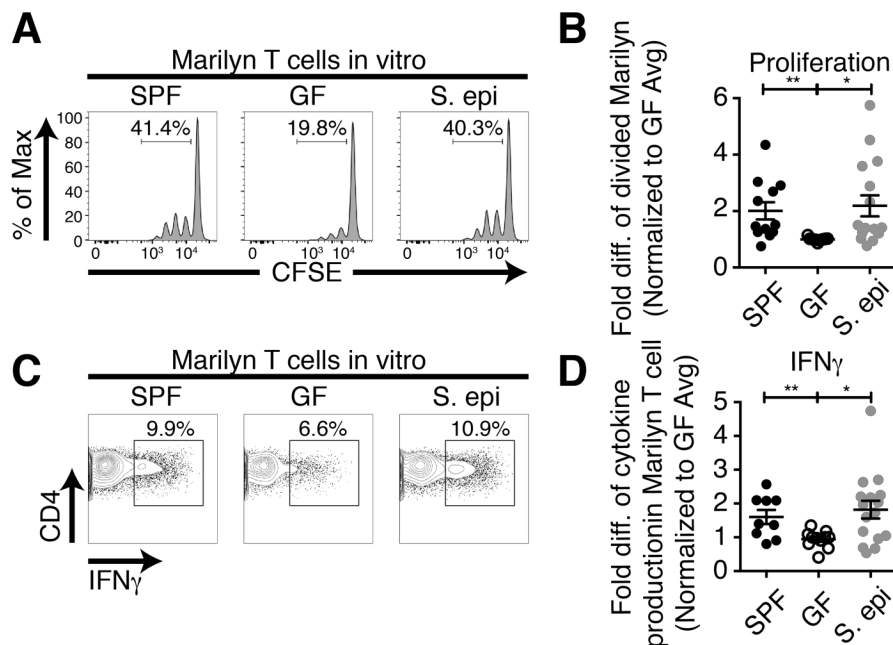 A
Marilyn T cells in vitro
SPF
GF
S. epi
41.4%
19.8%
40.3%
% of Max
100
80
60
40
20
0
0 10³ 10⁴
0 10³ 10⁴
0 10³ 10⁴
CFSE
B
Fold diff. of divided Marilyn
(Normalized to GF Avg)
Proliferation
** *
6
4
2
0
SPF
GF
S. epi
C
Marilyn T cells in vitro
SPF
GF
S. epi
9.9%
6.6%
10.9%
CD4
IFNγ
D
Fold diff. of cytokine
productionin Marilyn T cell
(Normalized to GF Avg)
IFNγ
** *
5
4
3
2
1
0
SPF
GF
S. epi